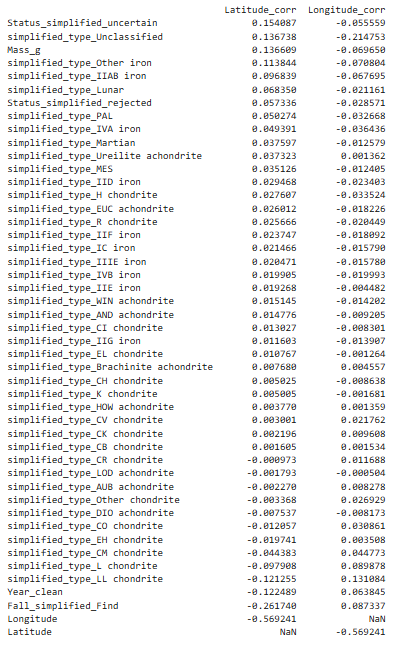 Latitude_corr Longitude_corr
Status_simplified_uncertain 0.154087 -0.055559
simplified_type_Unclassified 0.136738 -0.214753
Mass_g 0.136609 -0.069650
simplified_type_Other iron 0.113844 -0.070804
simplified_type_IIAB iron 0.096839 -0.067695
simplified_type_Lunar 0.068350 -0.021161
Status_simplified_rejected 0.057336 -0.028571
simplified_type_PAL 0.050274 -0.032668
simplified_type_IVA iron 0.049391 -0.036436
simplified_type_Martian 0.037597 -0.012579
simplified_type_Ureilite achondrite 0.037323 0.001362
simplified_type_MES 0.035126 -0.012405
simplified_type_IID iron 0.029468 -0.023403
simplified_type_H chondrite 0.027607 -0.033524
simplified_type_EUC achondrite 0.026012 -0.018226
simplified_type_R chondrite 0.025666 -0.020449
simplified_type_IIF iron 0.023747 -0.018092
simplified_type_IC iron 0.021466 -0.015790
simplified_type_IIIE iron 0.020471 -0.015780
simplified_type_IVB iron 0.019905 -0.019993
simplified_type_IIE iron 0.019268 -0.004482
simplified_type_WIN achondrite 0.015145 -0.014202
simplified_type_AND achondrite 0.014776 -0.009205
simplified_type_CI chondrite 0.013027 -0.008301
simplified_type_IIG iron 0.011603 -0.013907
simplified_type_EL chondrite 0.010767 -0.001264
simplified_type_Brachinite achondrite 0.007680 0.004557
simplified_type_CH chondrite 0.005025 -0.008638
simplified_type_K chondrite 0.005005 -0.001681
simplified_type_HOW achondrite 0.003770 0.001359
simplified_type_CV chondrite 0.003001 0.021762
simplified_type_CK chondrite 0.002196 0.009608
simplified_type_CB chondrite 0.001605 0.001534
simplified_type_CR chondrite -0.000973 0.011688
simplified_type_LOD achondrite -0.001793 -0.000504
simplified_type_AUB achondrite -0.002270 0.008278
simplified_type_Other chondrite -0.003368 0.026929
simplified_type_DIO achondrite -0.007537 -0.008173
simplified_type_CO chondrite -0.012057 0.030861
simplified_type_EH chondrite -0.019741 0.003508
simplified_type_CM chondrite -0.044383 0.044773
simplified_type_L chondrite -0.097908 0.089878
simplified_type_LL chondrite -0.121255 0.131084
Year_clean -0.122489 0.063845
Fall_simplified_Find -0.261740 0.087337
Longitude -0.569241 NaN
Latitude NaN -0.569241